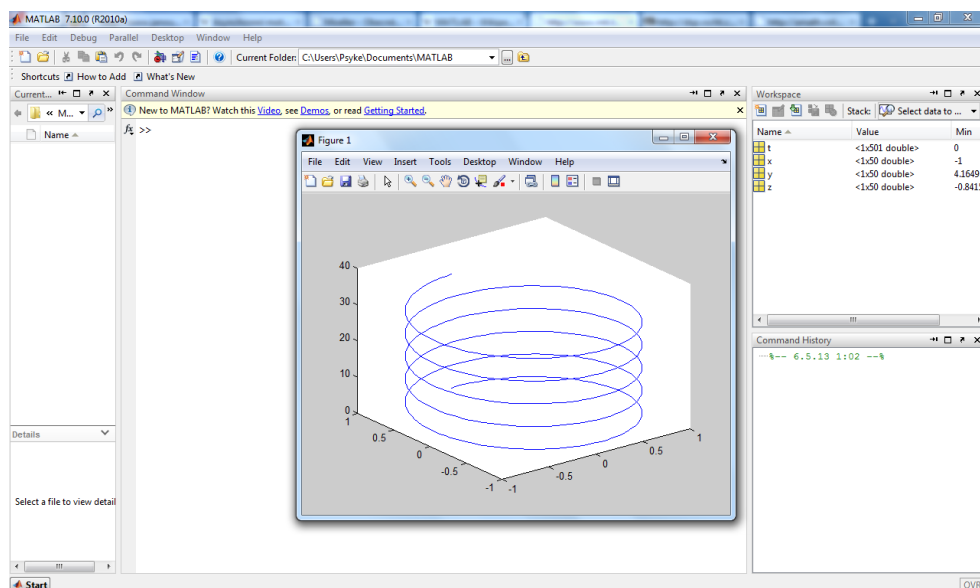 MATLAB 7.10.0 (R2010a)
File Edit Debug Parallel Desktop Window Help
Current Folder: C:\Users\Psyke\Documents\MATLAB
Shortcuts How to Add What's New
Current...
« M...
Name
Details
Select a file to view detail
Start
Command Window
New to MATLAB? Watch this Video, see Demos, or read Getting Started.
fx >>
Figure 1
File Edit View Insert Tools Desktop Window Help
40
30
20
10
0
1
0.5
0
-0.5
-1
-1
-0.5
0
0.5
1
Workspace
Stack: Select data to ...
Name Value Min
t <1x501 double> 0
x <1x50 double> -1
y <1x50 double> 4.1649
z <1x50 double> -0.841
Command History
%-- 6.5.13 1:02 --%
OVR